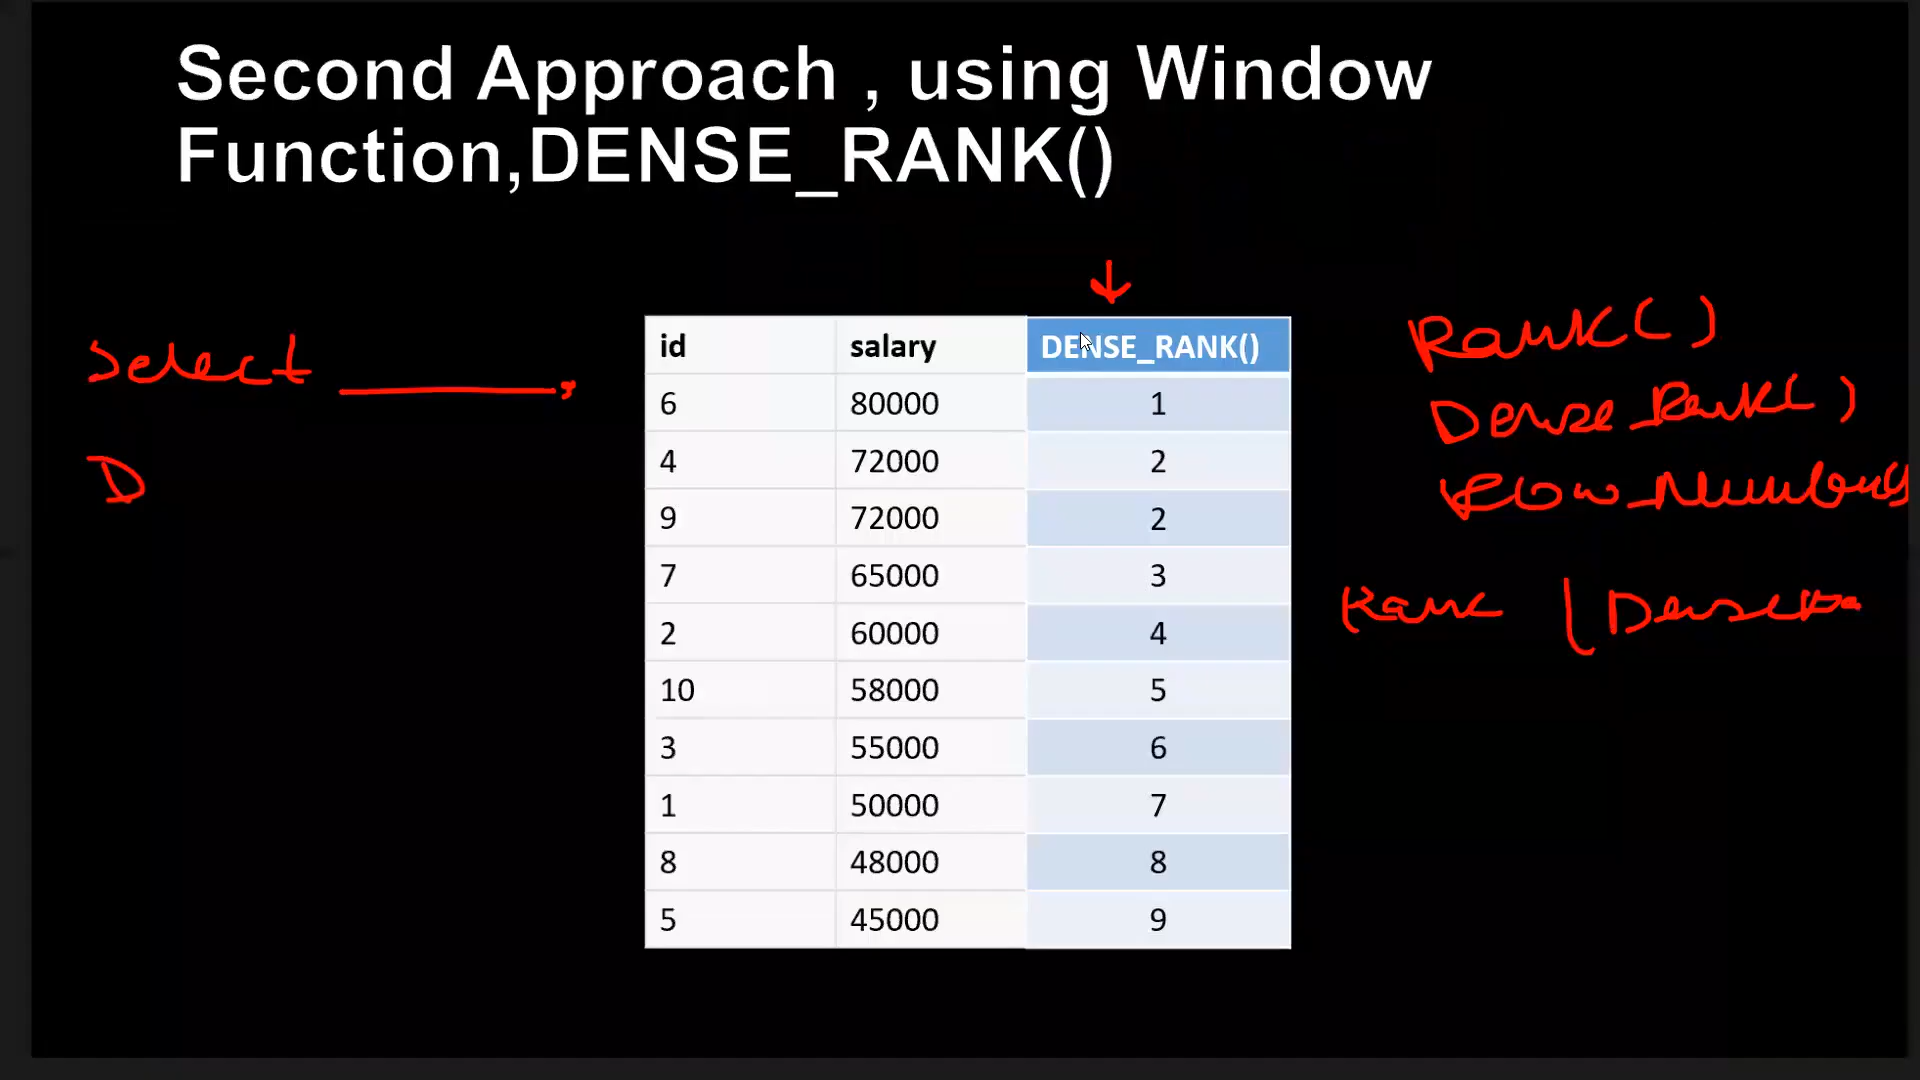 Second Approach , using Window
Function,DENSE_RANK()
Select
D
id salary DENSE_RANK()
6 80000 1
4 72000 2
9 72000 2
7 65000 3
2 60000 4
10 58000 5
3 55000 6
1 50000 7
8 48000 8
5 45000 9
Rank()
Dense_Rank()
Row_Number()
Rank